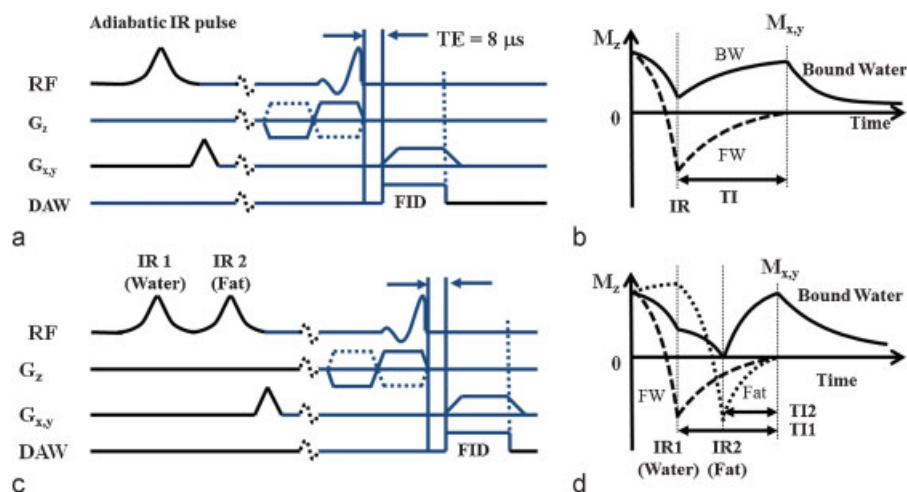 Adiabatic IR pulse
TE = 8 µs
RF
Gz
Gx,y
DAW
FID
a
Mx,y
Mz
BW
Bound Water
0
Time
FW
TI
IR
b
IR 1
(Water)
IR 2
(Fat)
RF
Gz
Gx,y
DAW
FID
c
Mx,y
Mz
Bound Water
0
Time
FW
Fat
TI2
TI1
IR1
(Water)
IR2
(Fat)
d